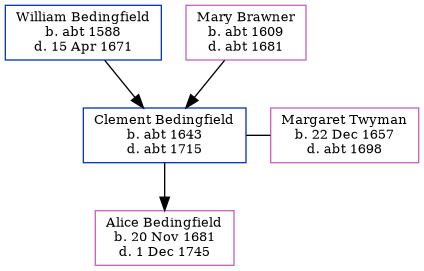 William Bedingfield
b. abt 1588
d. 15 Apr 1671
Mary Brawner
b. abt 1609
d. abt 1681
Clement Bedingfield
b. abt 1643
d. abt 1715
Margaret Twyman
b. 22 Dec 1657
d. abt 1698
Alice Bedingfield
b. 20 Nov 1681
d. 1 Dec 1745